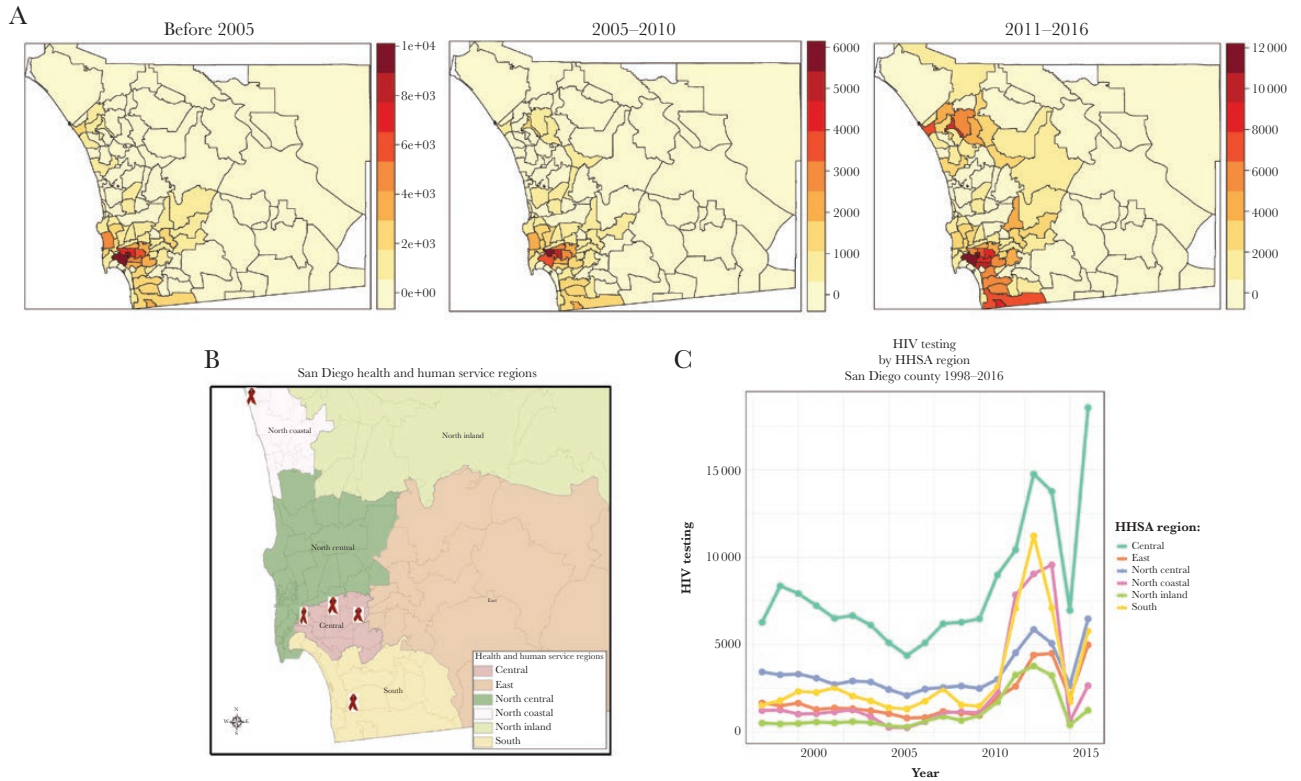 A
Before 2005
1e+04
8e+03
6e+03
4e+03
2e+03
0e+00
2005–2010
6000
5000
4000
3000
2000
1000
0
2011–2016
12 000
10 000
8000
6000
4000
2000
0
B
San Diego health and human service regions
North coastal
North inland
North central
East
Central
South
N
W E
S
Health and human service regions
Central
East
North central
North coastal
North inland
South
C
HIV testing
by HHSA region
San Diego county 1998–2016
HIV testing
15 000
10 000
5000
0
2000
2005
2010
2015
Year
HHSA region:
Central
East
North central
North coastal
North inland
South